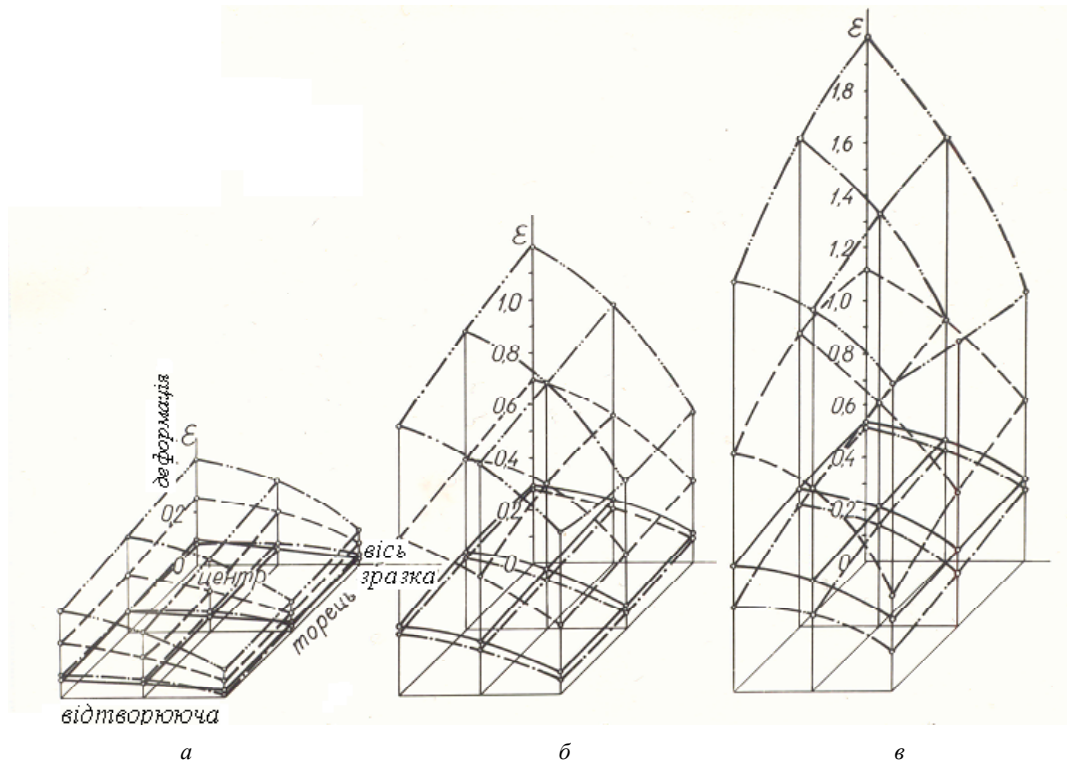 ε
1,8
1,6
1,4
1,2
1,0
0,8
0,6
0,4
0,2
0
ε
1,0
0,8
0,6
0,4
0,2
0
деформація
ε
0,2
0
центр
вісь
зразка
торець
відтворююча
а
б
в